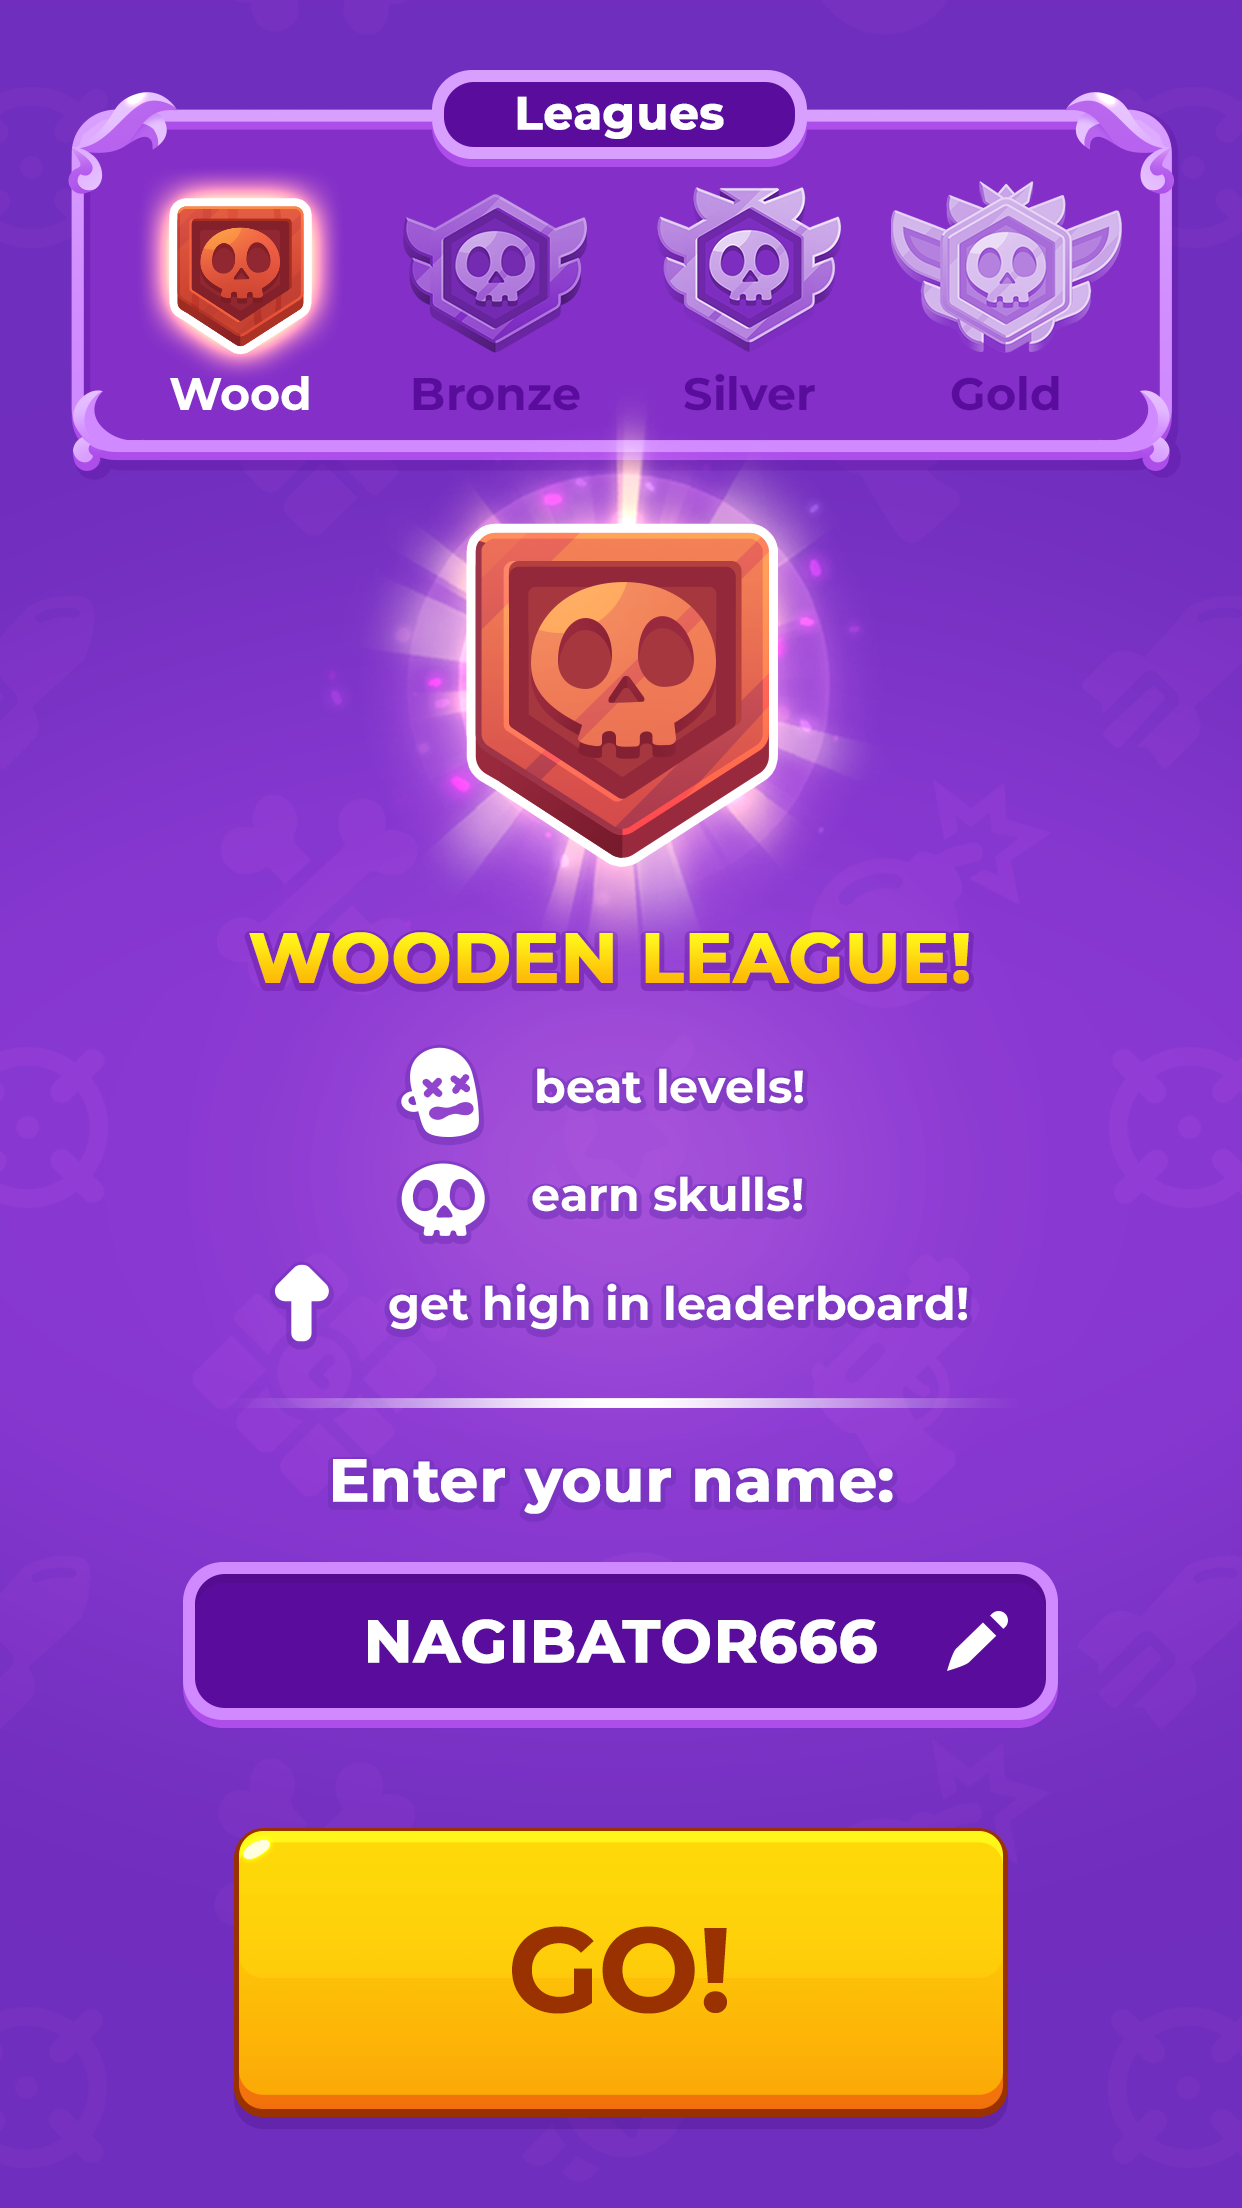 Leagues
Wood Bronze Silver Gold
WOODEN LEAGUE!
beat levels!
earn skulls!
get high in leaderboard!
Enter your name:
NAGIBATOR666
GO!